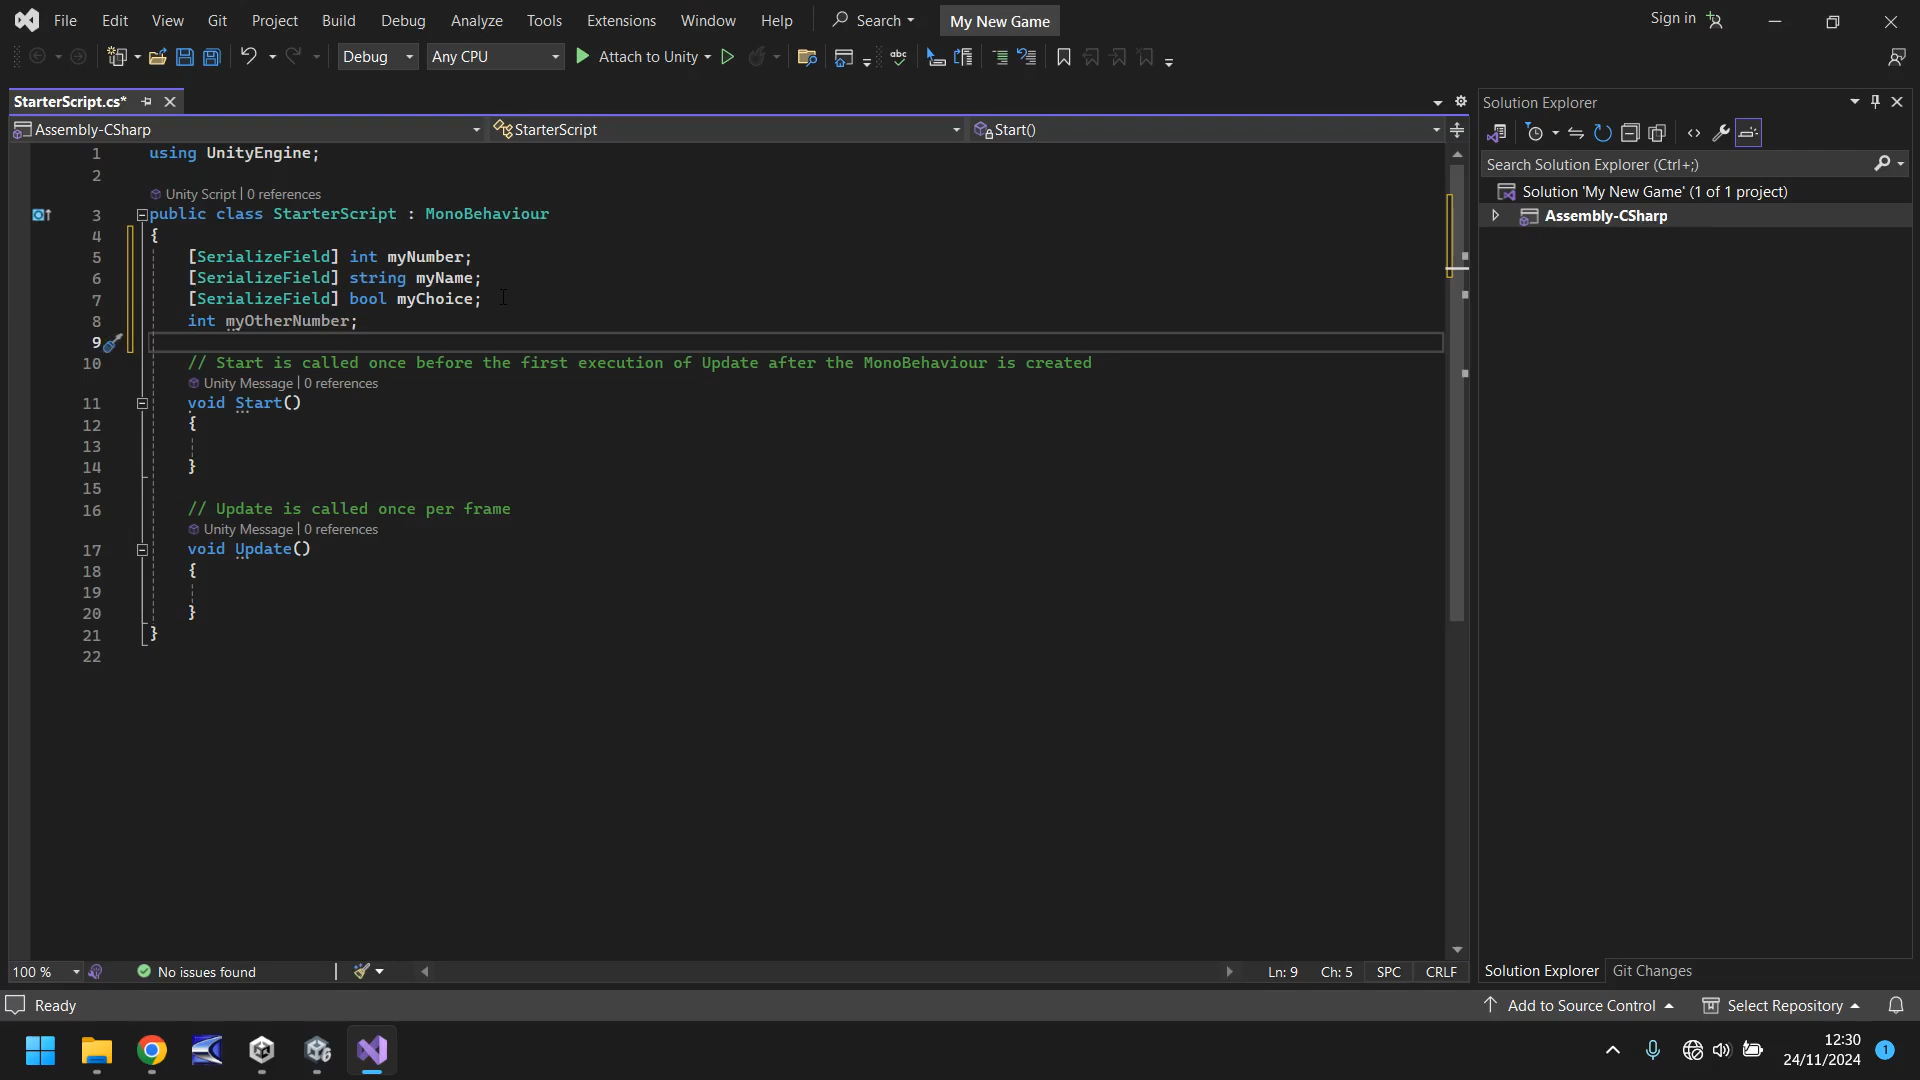 File Edit View Git Project Build Debug Analyze Tools Extensions Window Help Search My New Game Sign in
Debug Any CPU Attach to Unity abc
StarterScript.cs*
Assembly-CSharp StarterScript Start()
1 using UnityEngine;
2
Unity Script | 0 references
3 public class StarterScript : MonoBehaviour
4 {
5 [SerializeField] int myNumber;
6 [SerializeField] string myName;
7 [SerializeField] bool myChoice;
8 int myOtherNumber;
9
10 // Start is called once before the first execution of Update after the MonoBehaviour is created
Unity Message | 0 references
11 void Start()
12 {
13
14 }
15
16 // Update is called once per frame
Unity Message | 0 references
17 void Update()
18 {
19
20 }
21 }
22
100 % No issues found Ln: 9 Ch: 5 SPC CRLF
Solution Explorer
Search Solution Explorer (Ctrl+;)
Solution 'My New Game' (1 of 1 project)
Assembly-CSharp
Solution Explorer Git Changes
Ready Add to Source Control Select Repository
12:30
24/11/2024 1